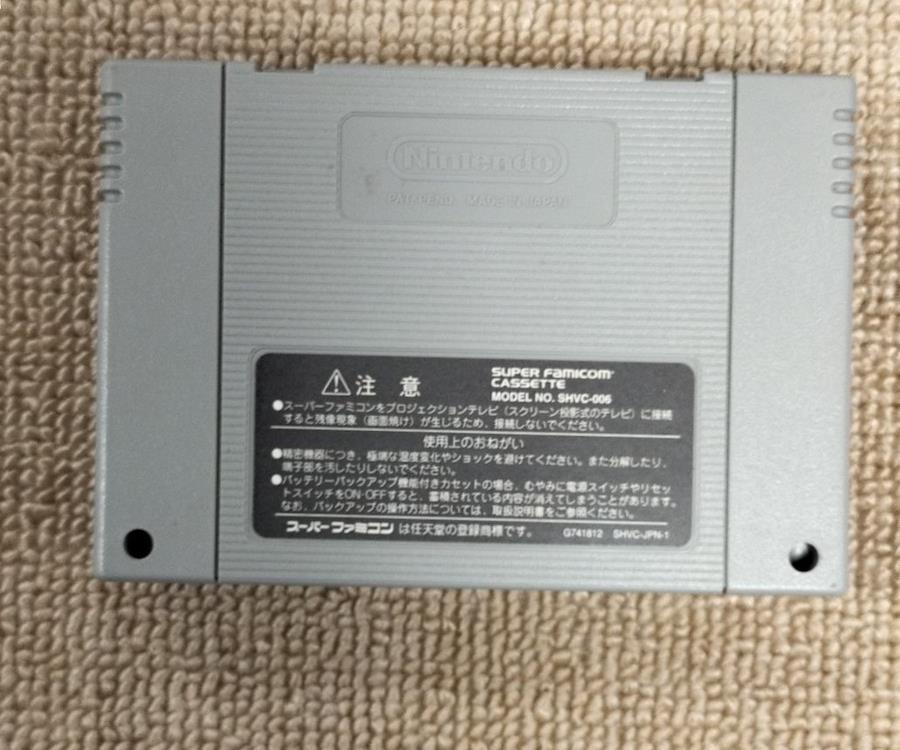 Nintendo
PAT. PEND. MADE IN JAPAN
注意
SUPER FAMICOM
CASSETTE
MODEL NO. SHVC-006
●スーパーファミコンをプロジェクションテレビ（スクリーン投影式のテレビ）に接続
すると残像現象（画面焼け）が生じるため、接続しないでください。
使用上のおねがい
●精密機器につき、極端な温度変化やショックを避けてください。また分解したり、
端子部を汚したりしないでください。
●バッテリーバックアップ機能付きカセットの場合、むやみに電源スイッチやリセッ
トスイッチをON・OFFすると、蓄積されている内容が消えてしまうことがあります。
なお、バックアップの操作方法については、取扱説明書をご参照ください。
スーパーファミコンは任天堂の登録商標です。 G741812 SHVC-JPN-1